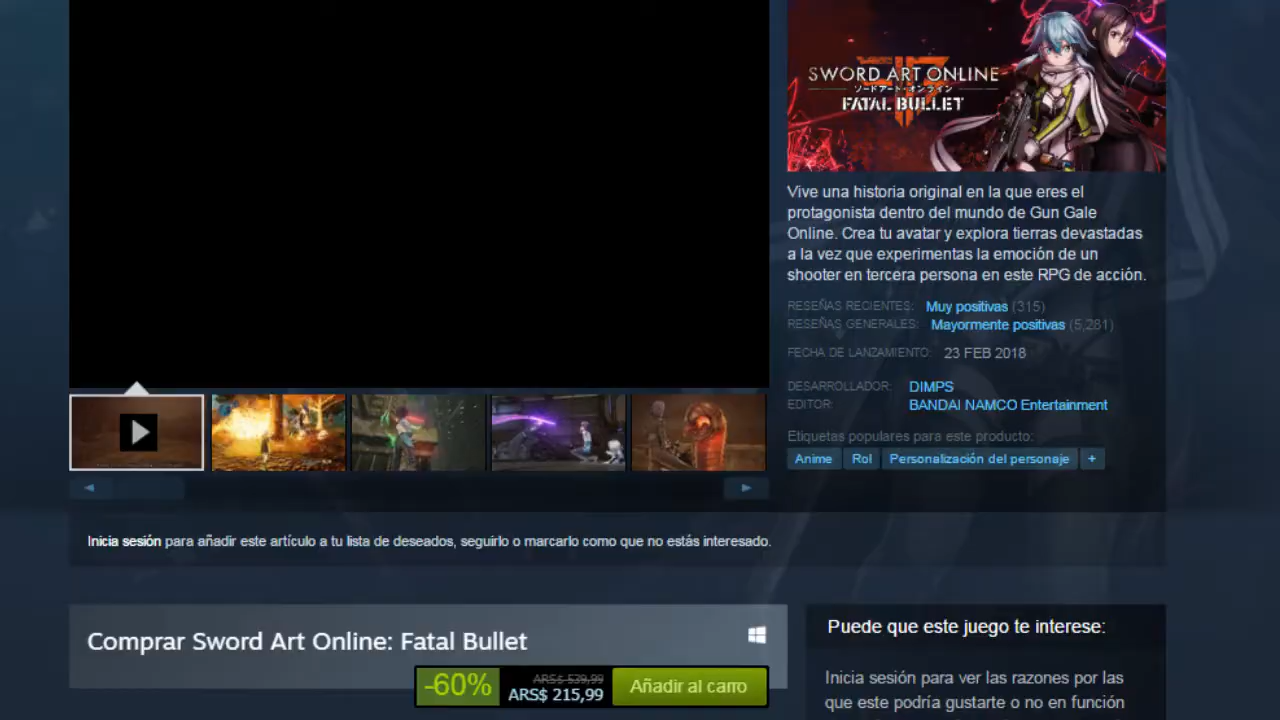 SWORD ART ONLINE
ソードアート・オンライン
FATAL BULLET
Vive una historia original en la que eres el
protagonista dentro del mundo de Gun Gale
Online. Crea tu avatar y explora tierras devastadas
a la vez que experimentas la emoción de un
shooter en tercera persona en este RPG de acción.
RESEÑAS RECIENTES: Muy positivas (315)
RESEÑAS GENERALES: Mayormente positivas (5,281)
FECHA DE LANZAMIENTO: 23 FEB 2018
DESARROLLADOR: DIMPS
EDITOR: BANDAI NAMCO Entertainment
Etiquetas populares para este producto:
Anime Rol Personalización del personaje +
Inicia sesión para añadir este artículo a tu lista de deseados, seguirlo o marcarlo como que no estás interesado.
Comprar Sword Art Online: Fatal Bullet
-60% ARS$ 539,99
ARS$ 215,99
Añadir al carro
Puede que este juego te interese:
Inicia sesión para ver las razones por las
que este podría gustarte o no en función